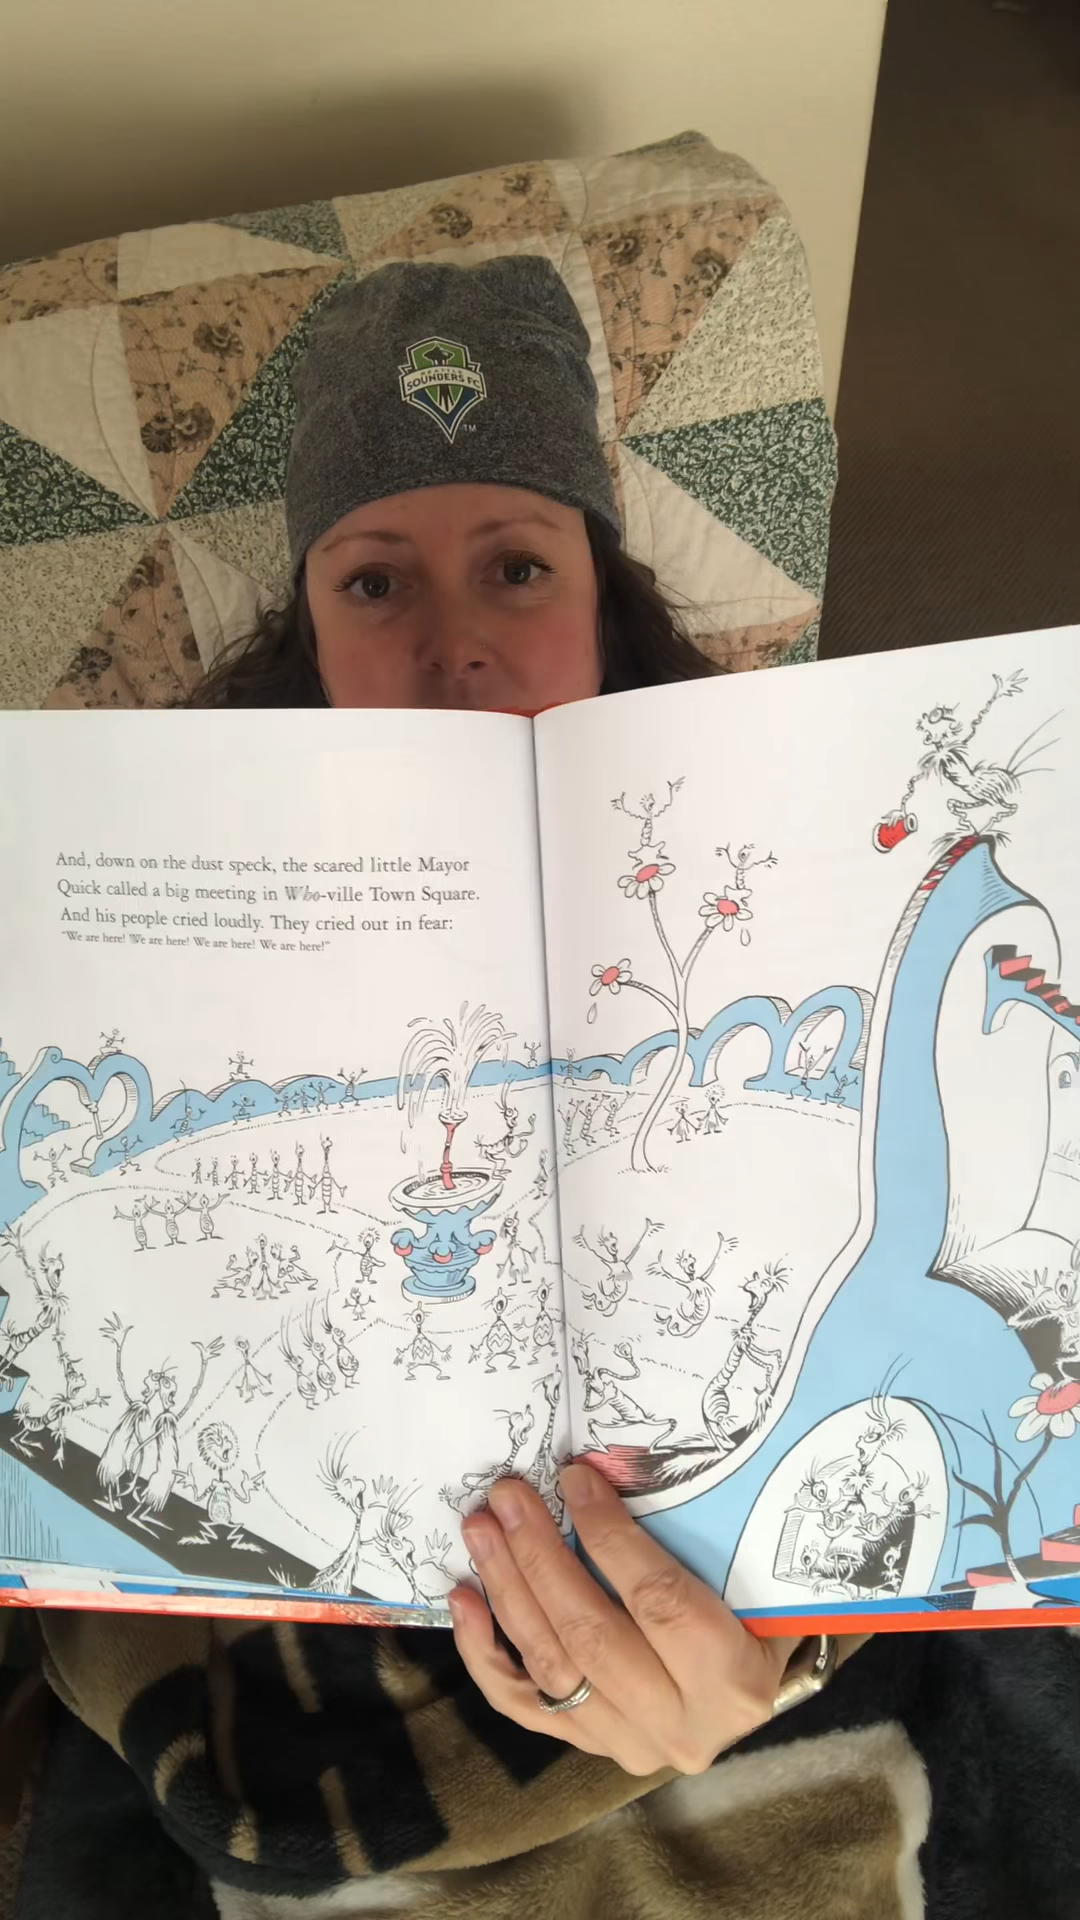 SEATTLE
SOUNDERS FC
TM
And, down on the dust speck, the scared little Mayor
Quick called a big meeting in Who-ville Town Square.
And his people cried loudly. They cried out in fear:
"We are here! We are here! We are here! We are here!"